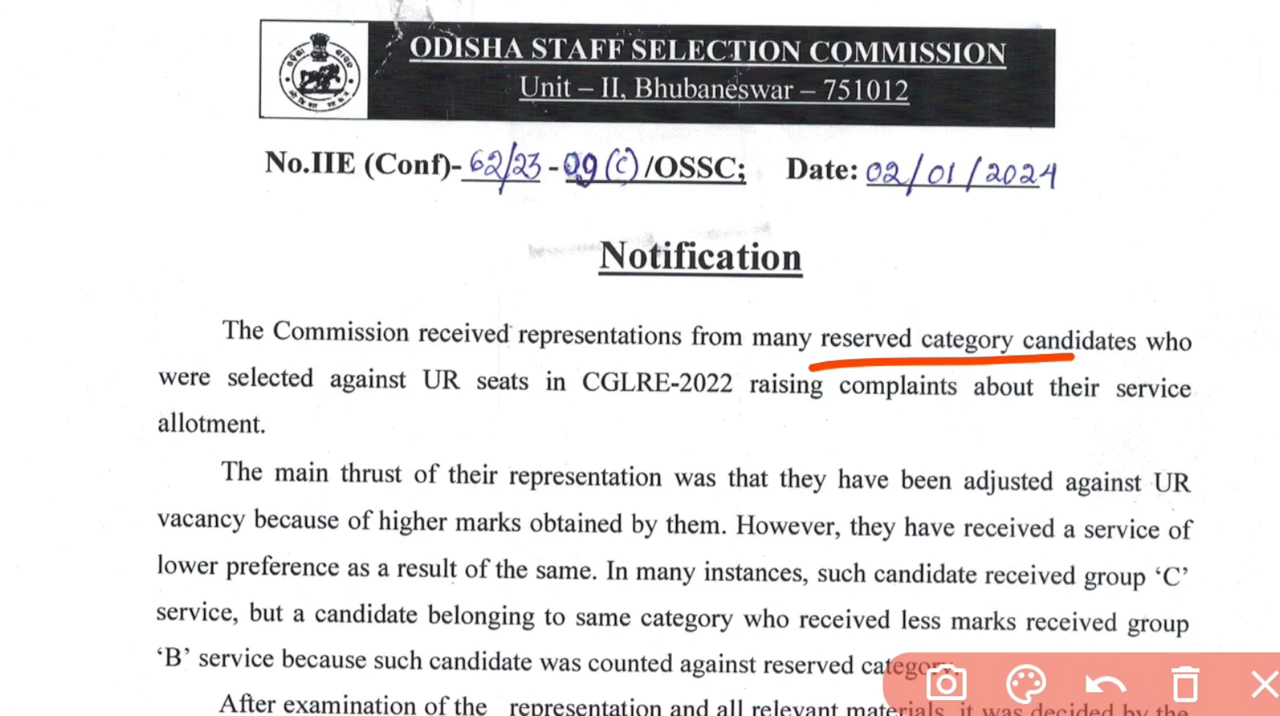 ODISHA STAFF SELECTION COMMISSION
Unit – II, Bhubaneswar – 751012
No.IIE (Conf)- 62/23 - 09 (C) /OSSC; Date: 02/01/2024
Notification
The Commission received representations from many reserved category candidates who
were selected against UR seats in CGLRE-2022 raising complaints about their service
allotment.
The main thrust of their representation was that they have been adjusted against UR
vacancy because of higher marks obtained by them. However, they have received a service of
lower preference as a result of the same. In many instances, such candidate received group ‘C’
service, but a candidate belonging to same category who received less marks received group
‘B’ service because such candidate was counted against reserved category.
After examination of the representation and all relevant materials, it was decided by the